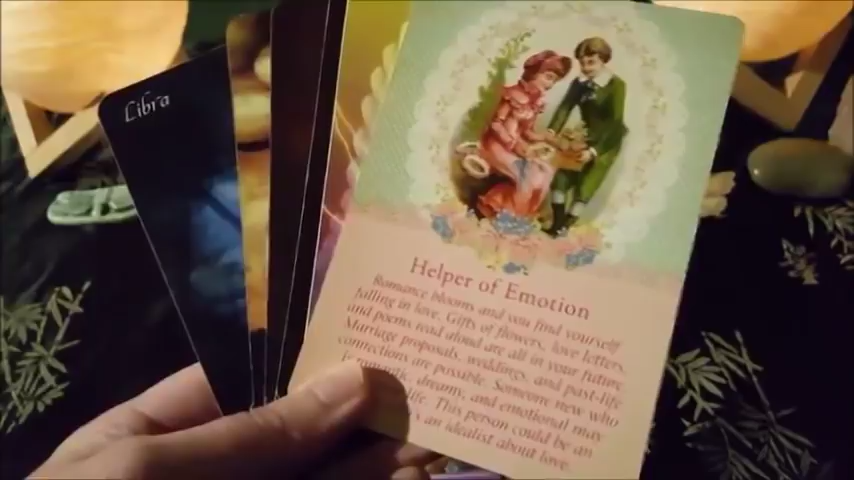 Libra
Helper of Emotion
Romance blooms and you find yourself
falling in love. Gifts of flowers, love letters,
and poems read aloud are all in your future
Marriage proposals, weddings, and past-life
connections are possible. Someone new who
is romantic, dreamy, and emotional may
life. This person could be an
an idealist about love.